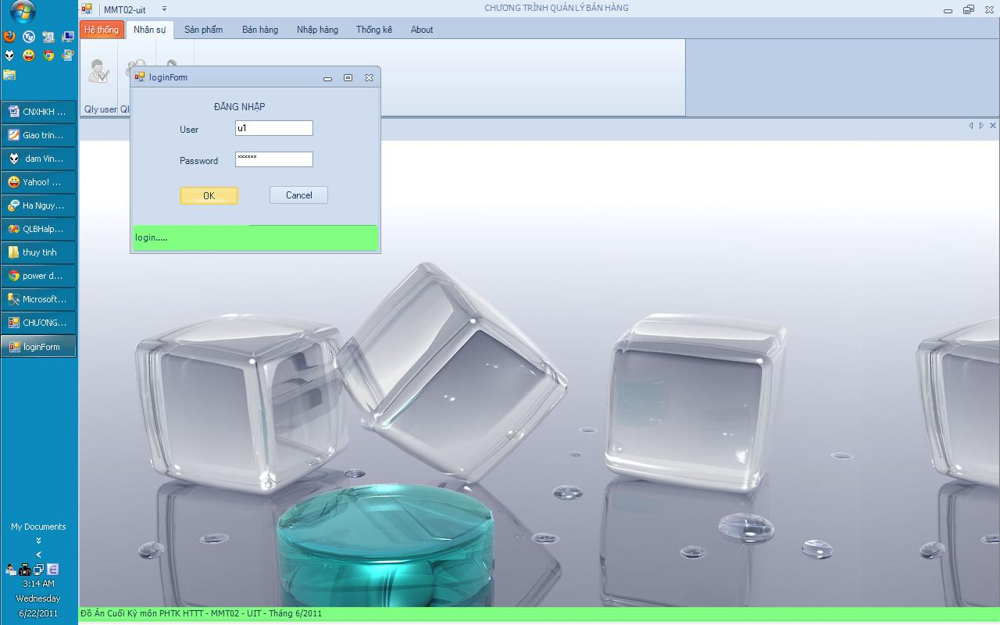 MMT02-uit
CHƯƠNG TRÌNH QUẢN LÝ BÁN HÀNG
Hệ thống
Nhân sự
Sản phẩm
Bán hàng
Nhập hàng
Thống kê
About
Qly user
Ql
loginForm
ĐĂNG NHẬP
User
u1
Password
******
OK
Cancel
login.....
CNXHKH ...
Giao trin...
dam Vin...
Yahoo! ...
Ha Nguy...
QLBHalp...
thuy tinh
power d...
Microsoft...
CHƯƠNG...
loginForm
My Documents
3:14 AM
Wednesday
6/22/2011
Đồ Án Cuối Kỳ môn PHTK HTTT - MMT02 - UIT - Tháng 6/2011